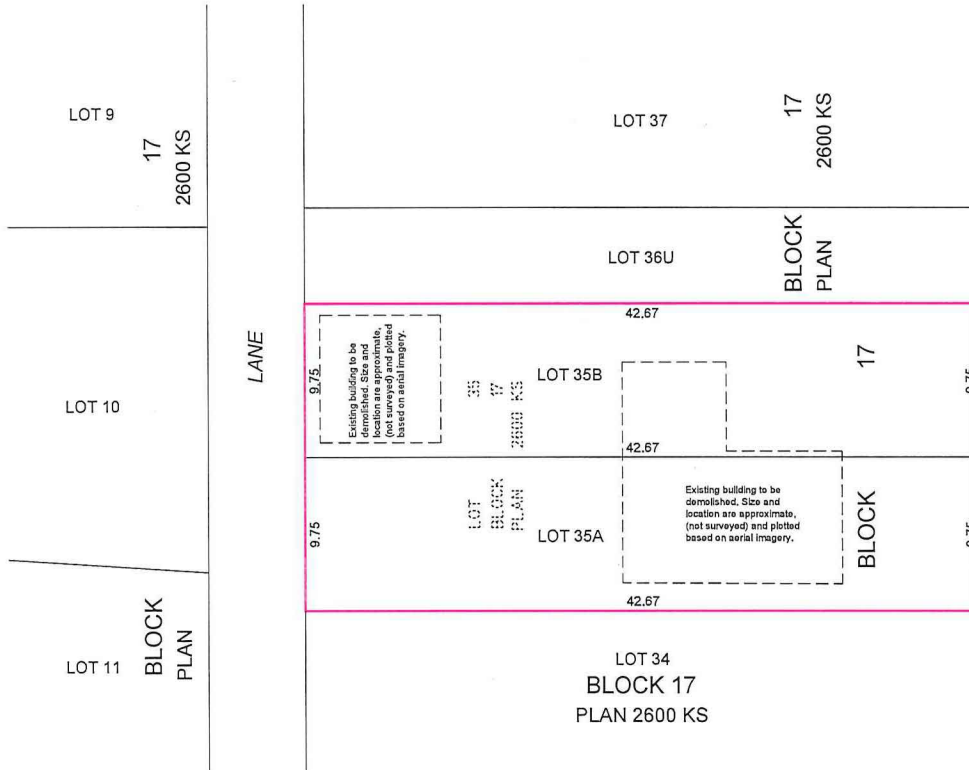 LOT 9
17
2600 KS
LOT 37
17
2600 KS
LOT 36U
BLOCK
PLAN
LANE
42.67
9.75
Existing building to be
demolished. Size and
location are approximate,
(not surveyed) and plotted
based on aerial imagery.
LOT 35B
17
9.75
LOT 10
35
17
2600 KS
42.67
LOT
BLOCK
PLAN
9.75
LOT 35A
Existing building to be
demolished. Size and
location are approximate,
(not surveyed) and plotted
based on aerial imagery.
BLOCK
9.75
42.67
LOT 11
BLOCK
PLAN
LOT 34
BLOCK 17
PLAN 2600 KS